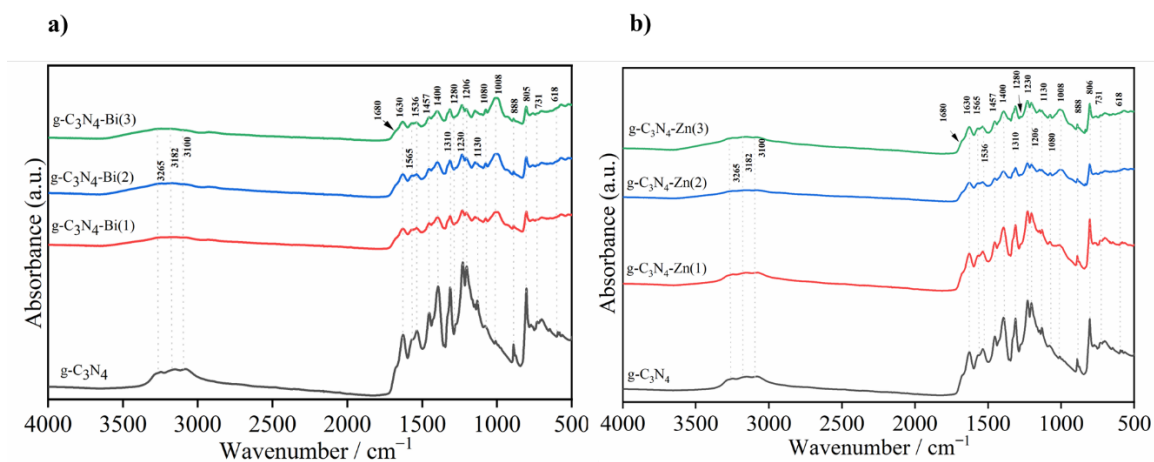 a)
b)
1680
1630
1536
1457
1400
1280
1206
1080
1008
888
805
731
618
g-C3N4-Bi(3)
3265
3182
3100
1565
1310
1230
1130
g-C3N4-Bi(2)
g-C3N4-Bi(1)
g-C3N4
Absorbance (a.u.)
4000 3500 3000 2500 2000 1500 1000 500
Wavenumber / cm−1
1680
1630
1565
1457
1400
1280
1230
1130
1008
888
806
731
618
g-C3N4-Zn(3)
3265
3182
3100
1536
1310
1206
1080
g-C3N4-Zn(2)
g-C3N4-Zn(1)
g-C3N4
Absorbance (a.u.)
4000 3500 3000 2500 2000 1500 1000 500
Wavenumber / cm−1